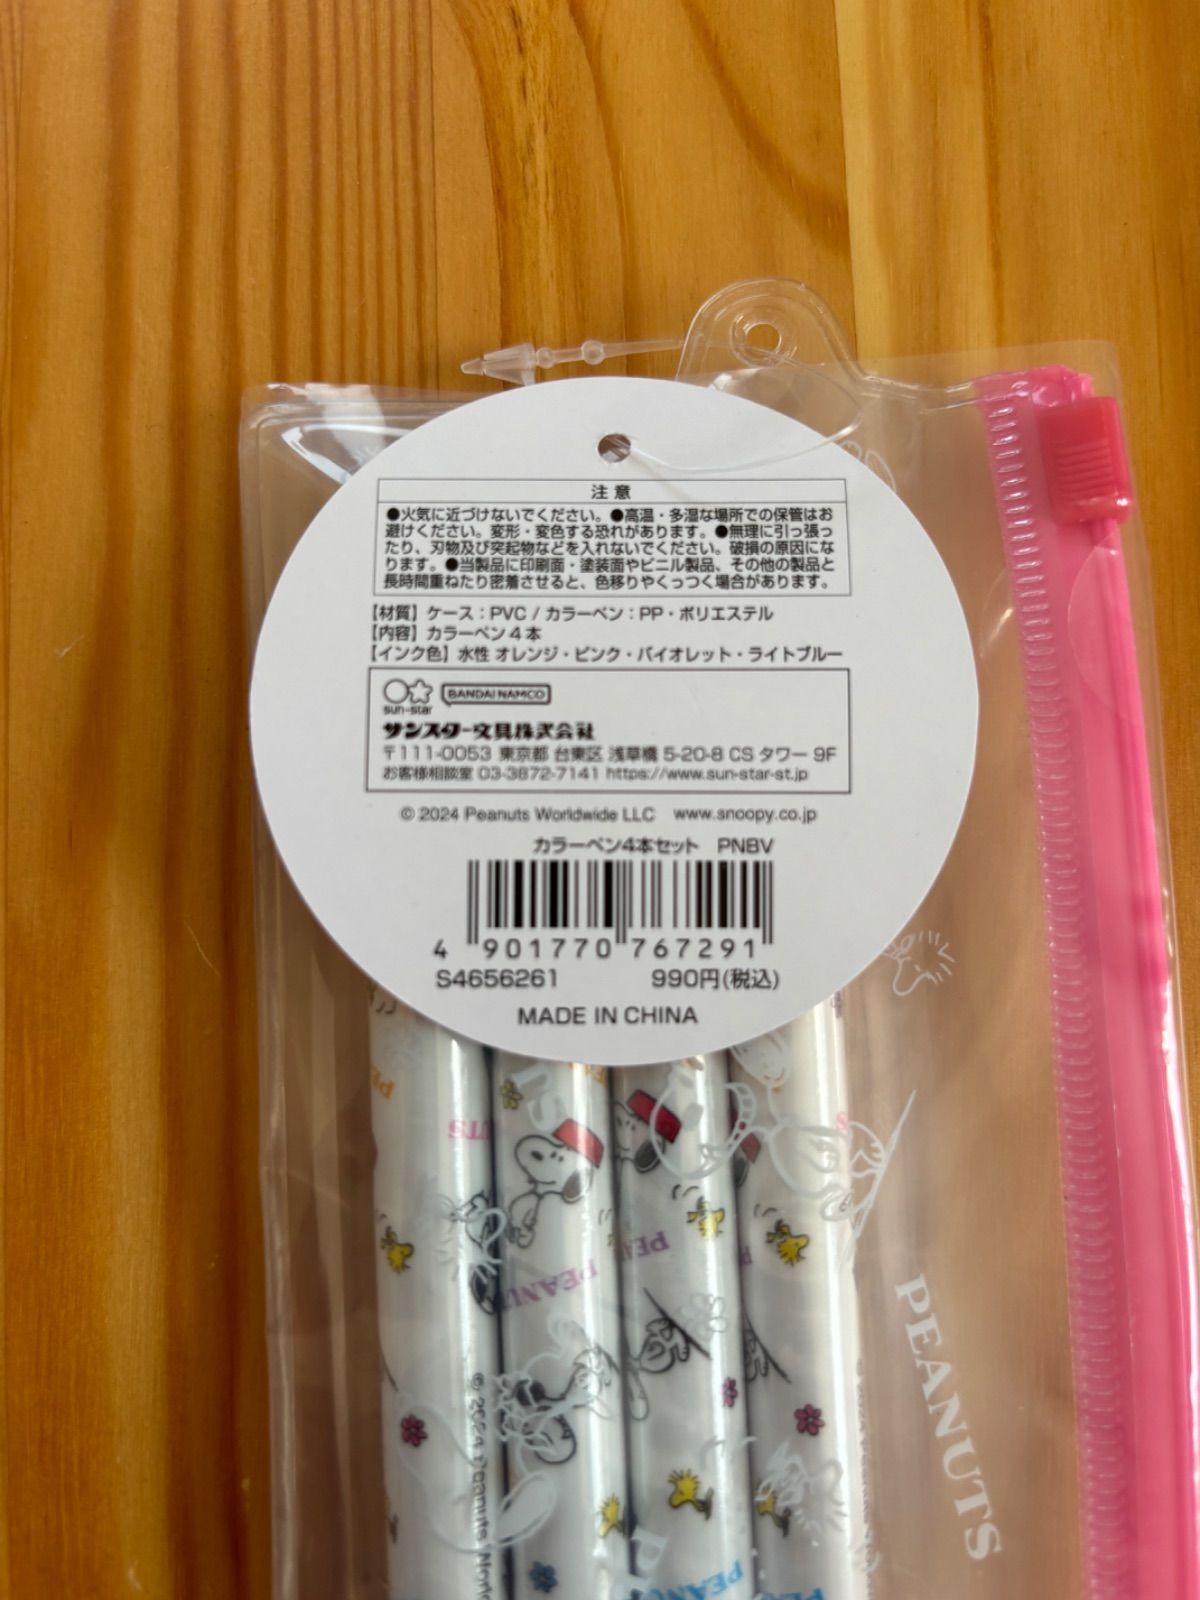 注意
●火気に近づけないでください。●高温・多湿な場所での保管はお
避けください。変形・変色する恐れがあります。●無理に引っ張っ
たり、刃物及び突起物などを入れないでください。破損の原因にな
ります。●当製品に印刷面・塗装面やビニル製品、その他の製品と
長時間重ねたり密着させると、色移りやくっつく場合があります。
【材質】ケース：PVC / カラーペン：PP・ポリエステル
【内容】カラーペン4本
【インク色】水性 オレンジ・ピンク・バイオレット・ライトブルー
sun-star BANDAI NAMCO
サンスター文具株式会社
〒111-0053 東京都 台東区 浅草橋 5-20-8 CS タワー 9F
お客様相談室 03-3872-7141 https://www.sun-star-st.jp
© 2024 Peanuts Worldwide LLC www.snoopy.co.jp
カラーペン4本セット PNBV
4 901770 767291
S4656261 990円(税込)
MADE IN CHINA
PEANUTS
PEANUTS
© 2024 Peanuts